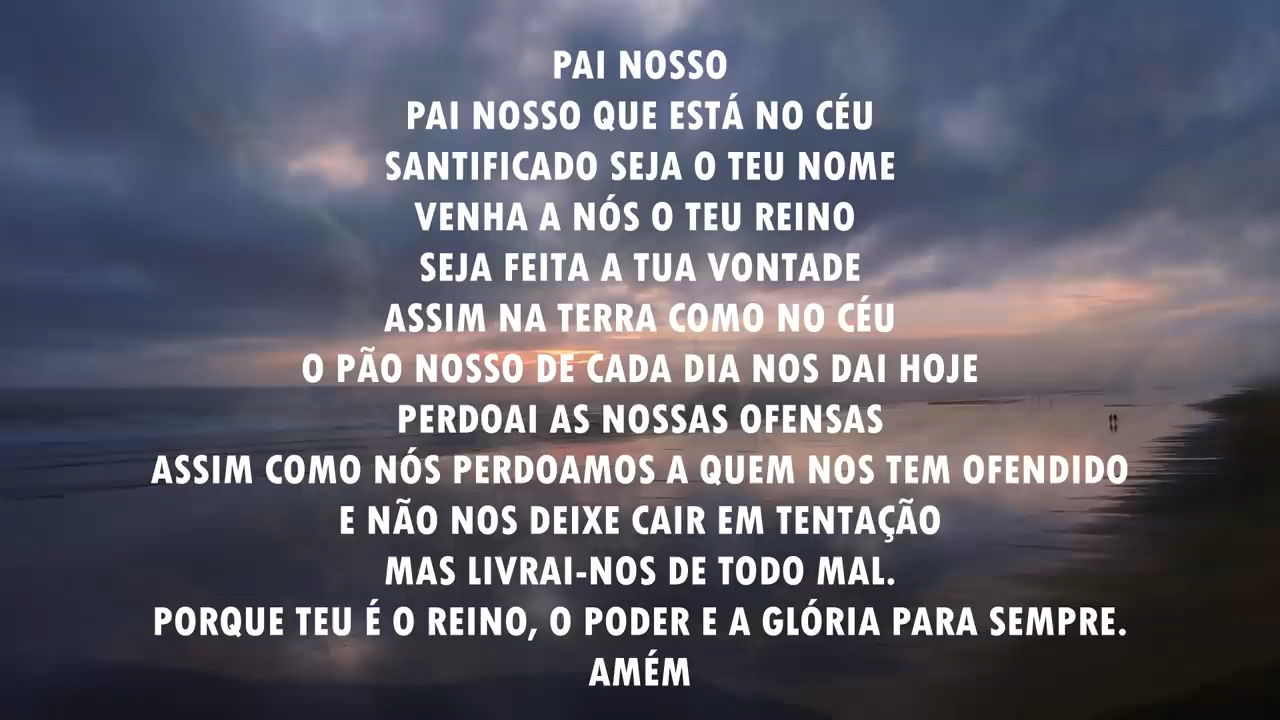 PAI NOSSO
PAI NOSSO QUE ESTÁ NO CÉU
SANTIFICADO SEJA O TEU NOME
VENHA A NÓS O TEU REINO
SEJA FEITA A TUA VONTADE
ASSIM NA TERRA COMO NO CÉU
O PÃO NOSSO DE CADA DIA NOS DAI HOJE
PERDOAI AS NOSSAS OFENSAS
ASSIM COMO NÓS PERDOAMOS A QUEM NOS TEM OFENDIDO
E NÃO NOS DEIXE CAIR EM TENTAÇÃO
MAS LIVRAI-NOS DE TODO MAL.
PORQUE TEU É O REINO, O PODER E A GLÓRIA PARA SEMPRE.
AMÉM